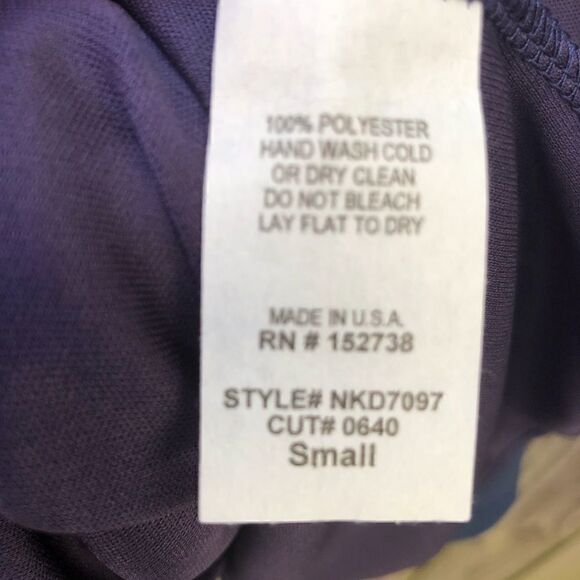 100% POLYESTER
HAND WASH COLD
OR DRY CLEAN
DO NOT BLEACH
LAY FLAT TO DRY
MADE IN U.S.A.
RN # 152738
STYLE# NKD7097
CUT# 0640
Small